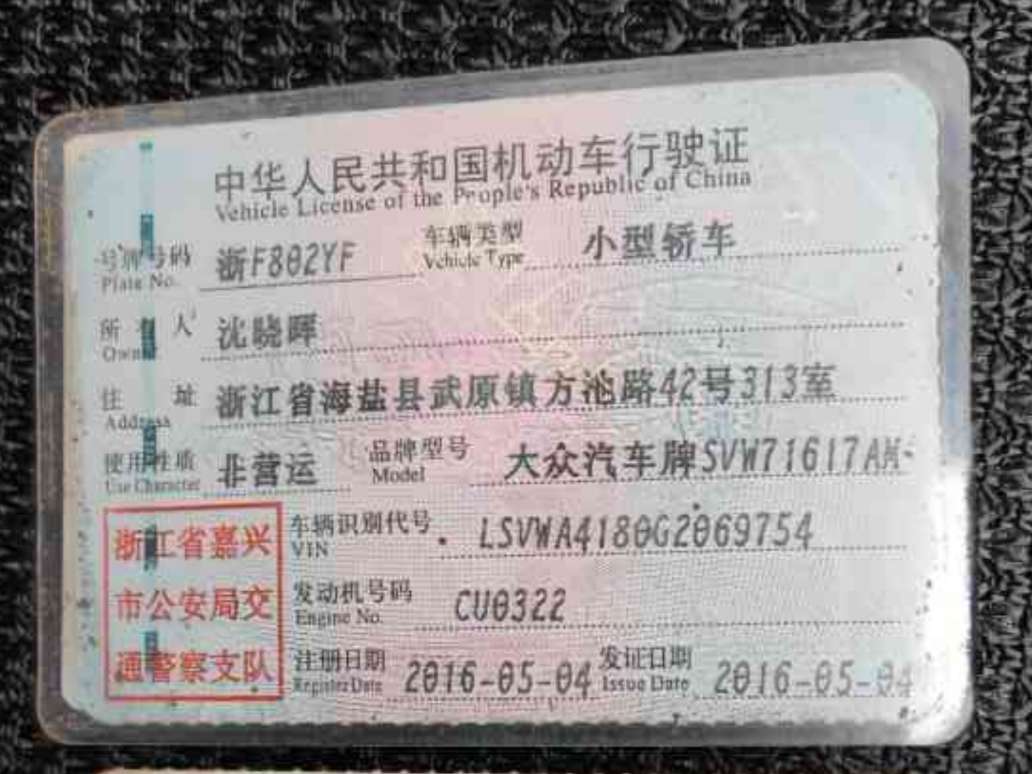 中华人民共和国机动车行驶证
Vehicle License of the People's Republic of China
号牌号码 浙F802YF 车辆类型 小型轿车
Plate No. Vehicle Type
所有人 沈晓晖
Owner
住址 浙江省海盐县武原镇方池路42号313室
Address
使用性质 非营运 品牌型号 大众汽车牌SVW71617AM
Use Character Model
浙江省嘉兴
市公安局交
通警察支队
车辆识别代号 LSVWA4180G2069754
VIN
发动机号码 CU0322
Engine No.
注册日期 2016-05-04 发证日期 2016-05-04
Register Date Issue Date